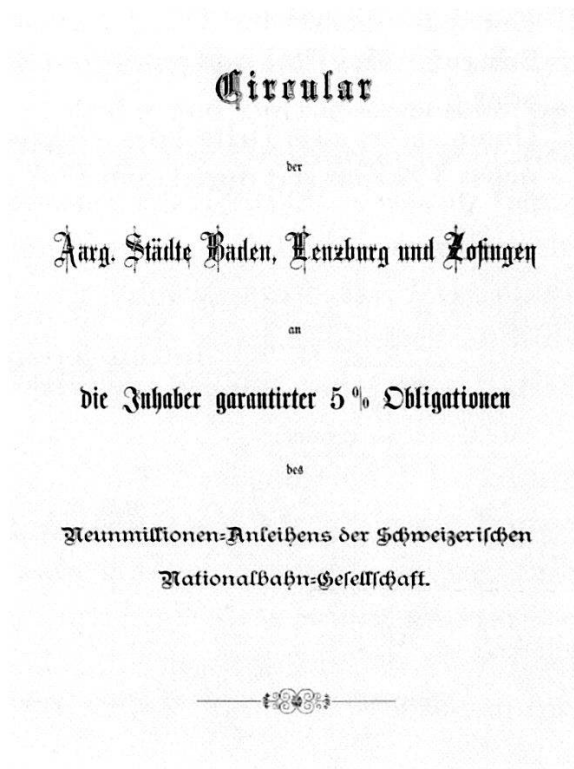 Circular
der
Aarg. Städte Baden, Lenzburg und Zofingen
an
die Inhaber garantirter 5% Obligationen
des
Neunmillionen-Anleihens der Schweizerischen
Nationalbahn-Gesellschaft.